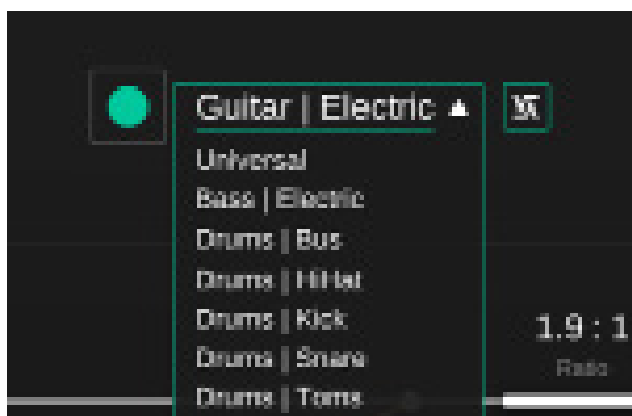 Guitar | Electric
Universal
Bass | Electric
Drums | Bus
Drums | HiHat
Drums | Kick
Drums | Snare
Drums | Toms
1.9 : 1
Ratio